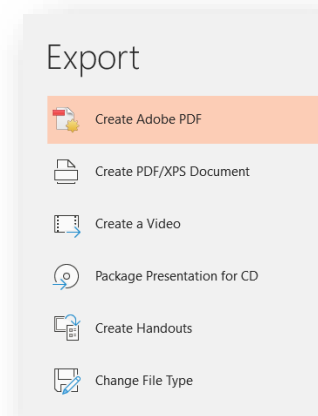 Export
Create Adobe PDF
Create PDF/XPS Document
Create a Video
Package Presentation for CD
Create Handouts
Change File Type